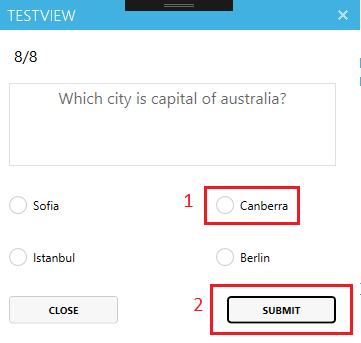 TESTVIEW ×
8/8
Which city is capital of australia?
1
Sofia Canberra
Istanbul Berlin
2
CLOSE SUBMIT